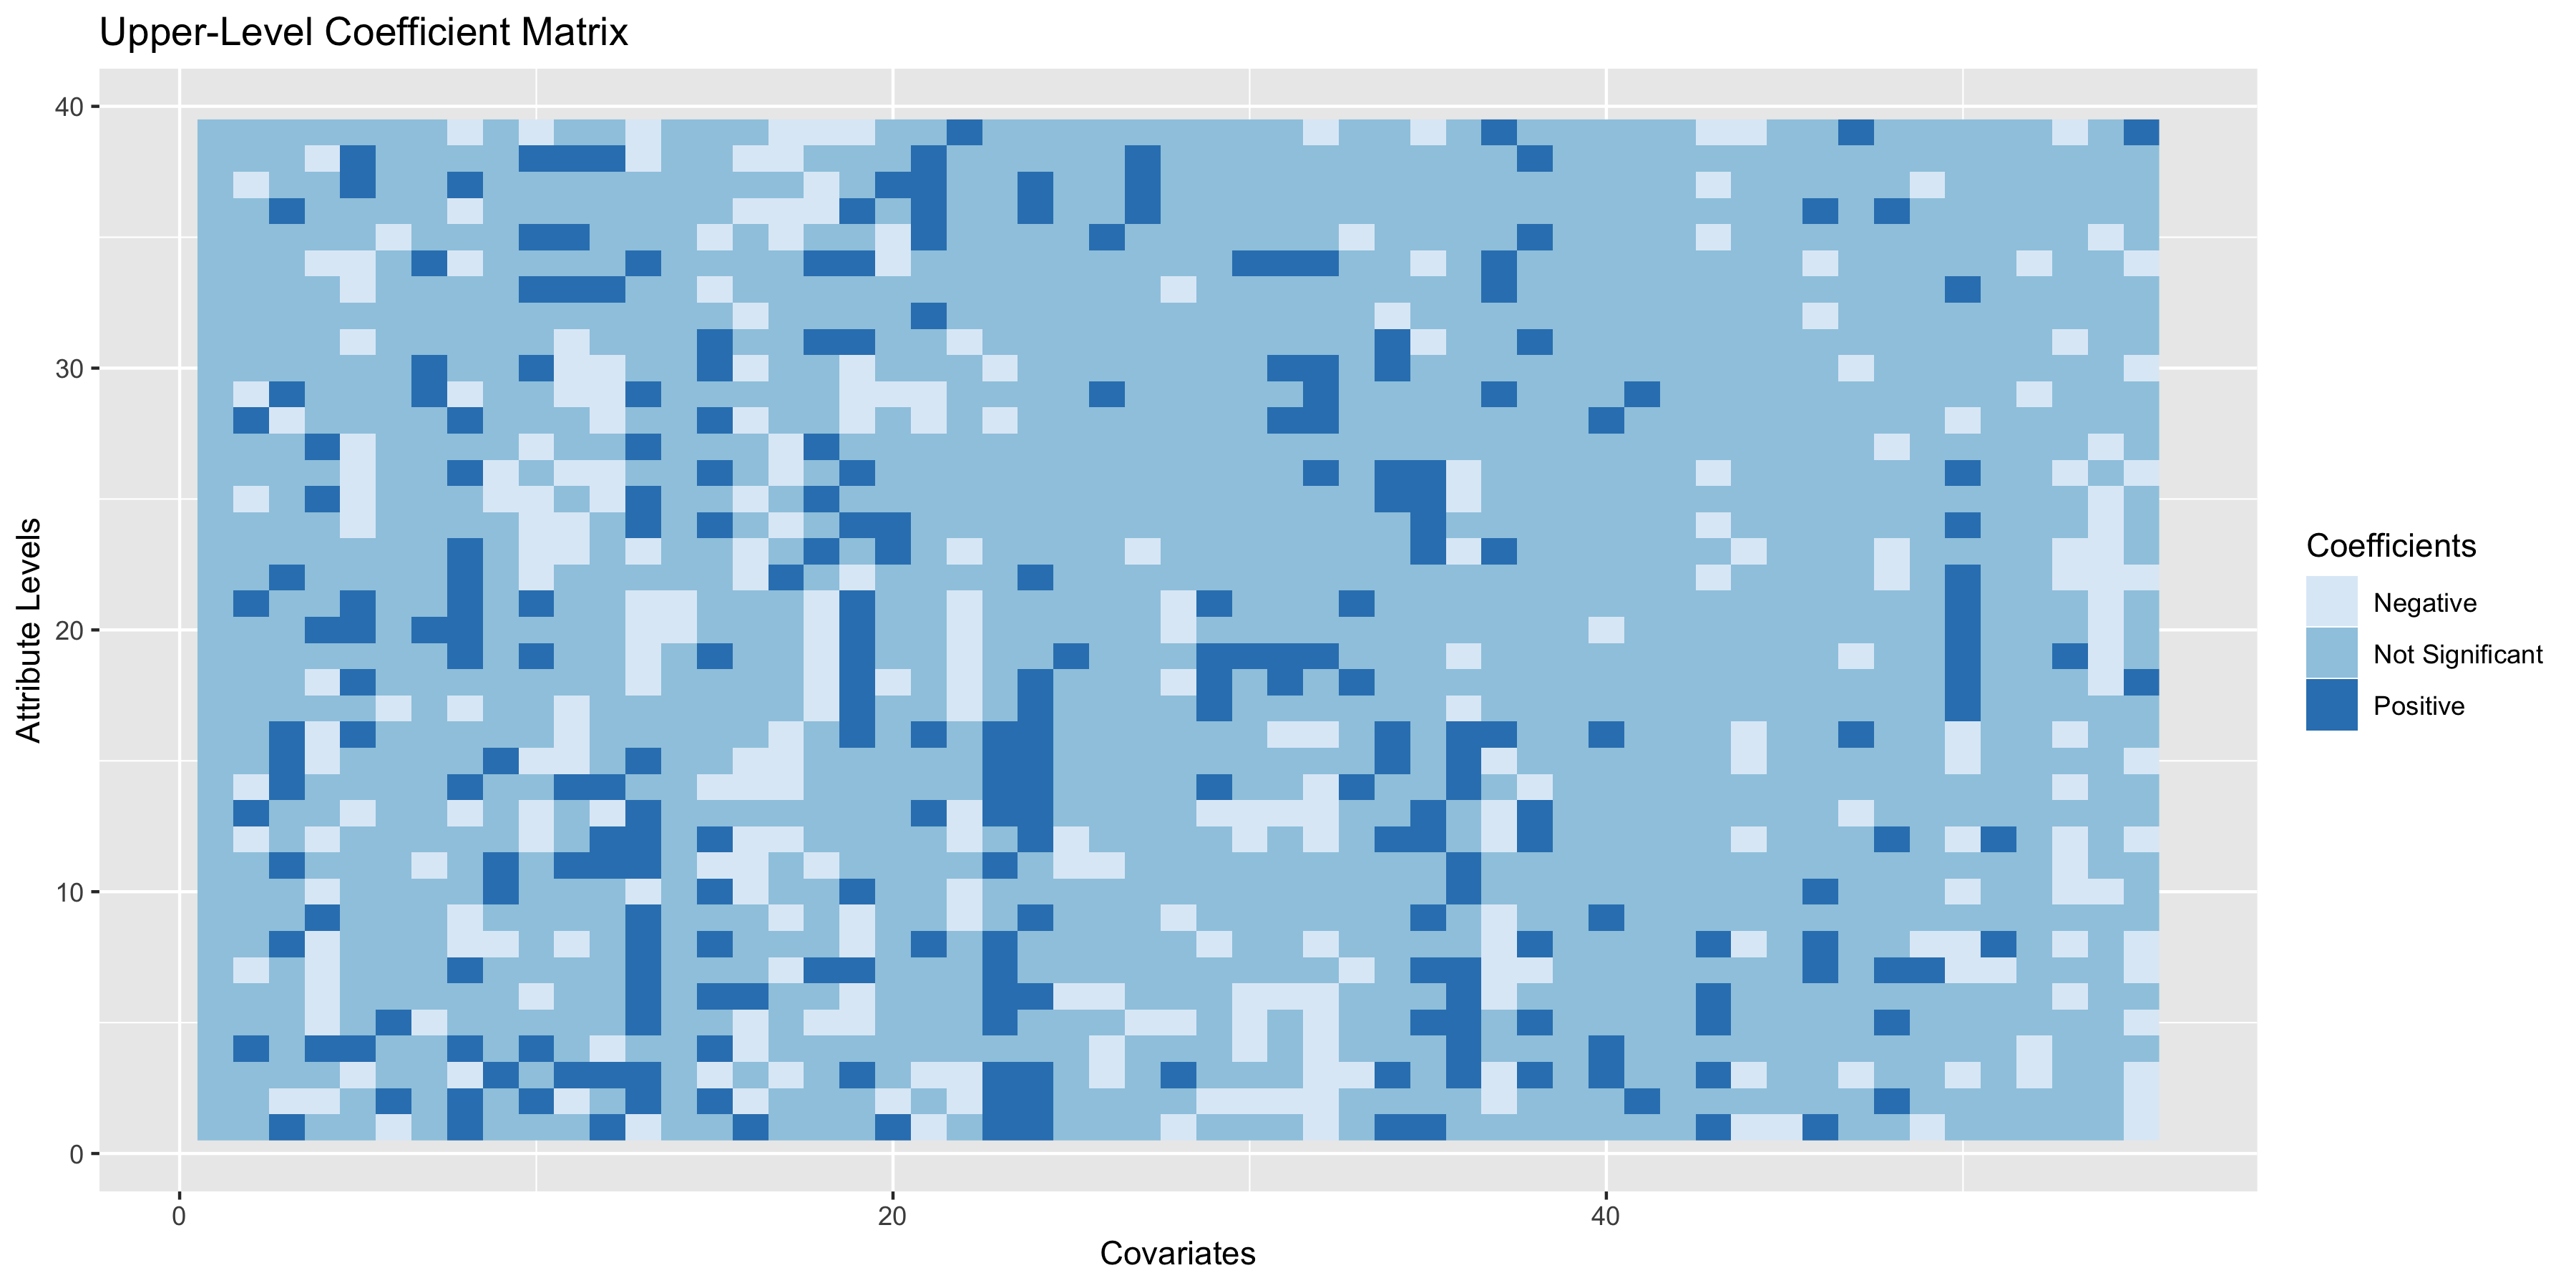 Upper-Level Coefficient Matrix
40
30
20
10
0
Attribute Levels
0 20 40
Covariates
Coefficients
Negative
Not Significant
Positive